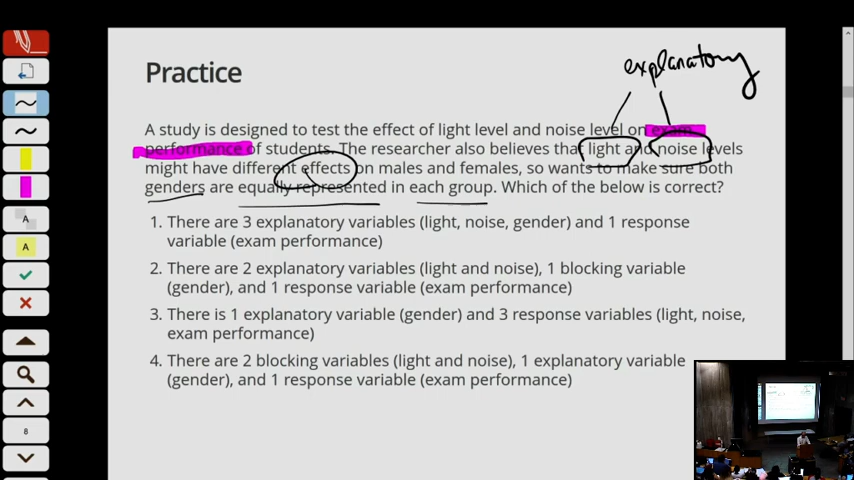 explanatory
Practice
A study is designed to test the effect of light level and noise level on exam
performance of students. The researcher also believes that light and noise levels
might have different effects on males and females, so wants to make sure both
genders are equally represented in each group. Which of the below is correct?
1. There are 3 explanatory variables (light, noise, gender) and 1 response
variable (exam performance)
2. There are 2 explanatory variables (light and noise), 1 blocking variable
(gender), and 1 response variable (exam performance)
3. There is 1 explanatory variable (gender) and 3 response variables (light, noise,
exam performance)
4. There are 2 blocking variables (light and noise), 1 explanatory variable
(gender), and 1 response variable (exam performance)
A
A
8